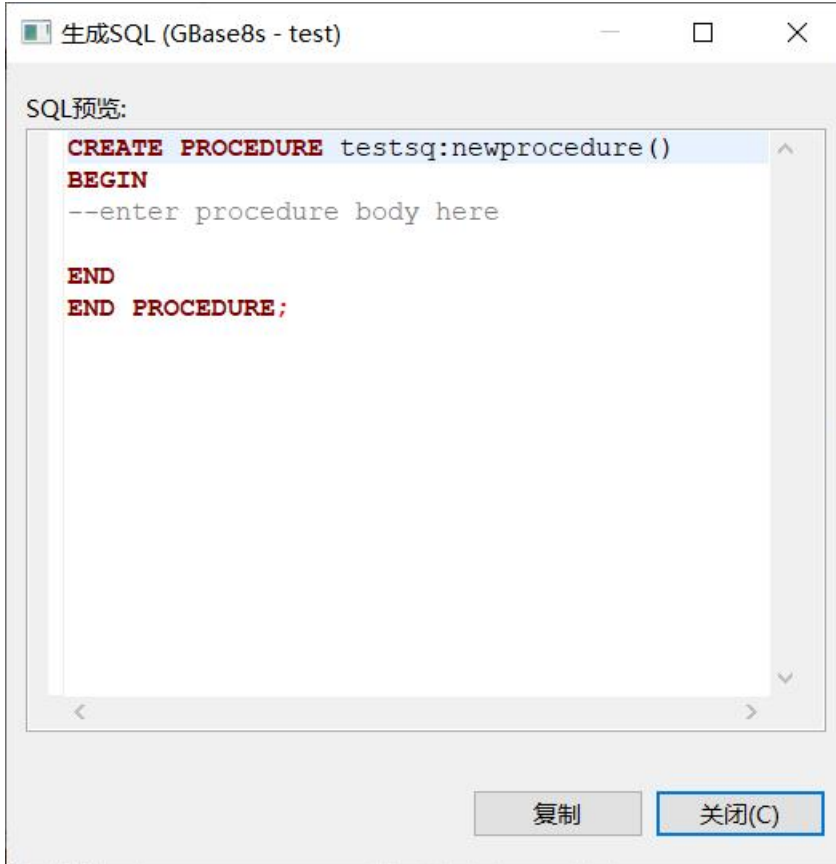 生成SQL (GBase8s - test)
SQL预览:
CREATE PROCEDURE testsq:newprocedure()
BEGIN
--enter procedure body here
END
END PROCEDURE;
复制
关闭(C)